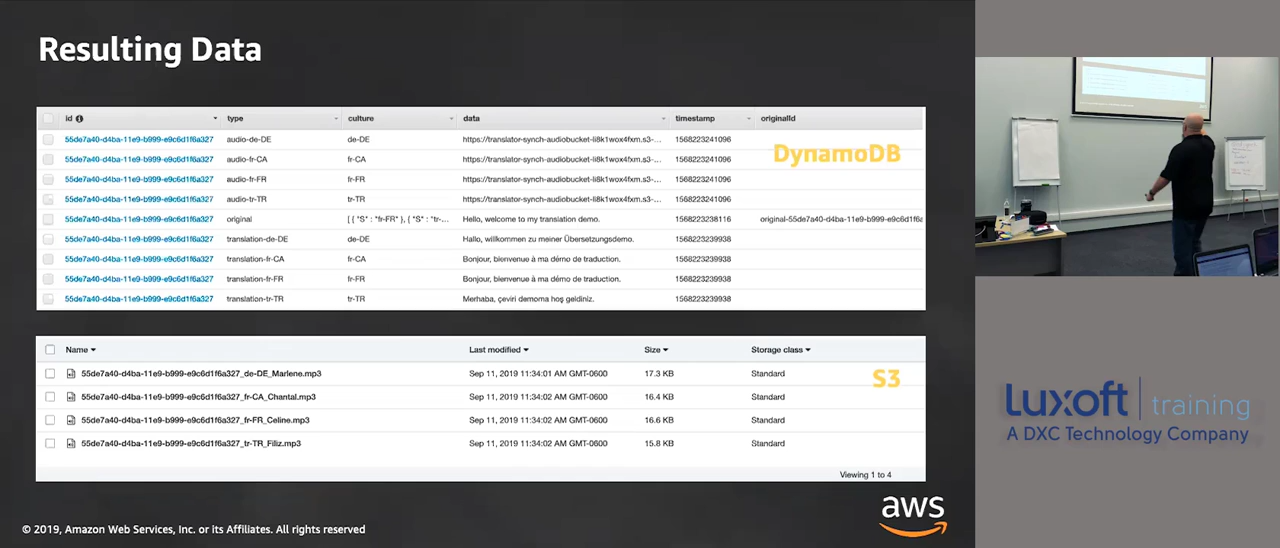 Resulting Data
id type culture data timestamp originalId
55de7a40-d4ba-11e9-b999-e9c6d1f6a327 audio-de-DE de-DE https://translator-synch-audiobucket-li8k1wox4fxm.s3-... 1568223241096
55de7a40-d4ba-11e9-b999-e9c6d1f6a327 audio-fr-CA fr-CA https://translator-synch-audiobucket-li8k1wox4fxm.s3-... 1568223241096
DynamoDB
55de7a40-d4ba-11e9-b999-e9c6d1f6a327 audio-fr-FR fr-FR https://translator-synch-audiobucket-li8k1wox4fxm.s3-... 1568223241096
55de7a40-d4ba-11e9-b999-e9c6d1f6a327 audio-tr-TR fr-TR https://translator-synch-audiobucket-li8k1wox4fxm.s3-... 1568223241096
55de7a40-d4ba-11e9-b999-e9c6d1f6a327 original [ { "S" : "fr-FR" }, { "S" : "tr-... Hello, welcome to my translation demo. 1568223238116 original-55de7a40-d4ba-11e9-b999-e9c6d1f6a
55de7a40-d4ba-11e9-b999-e9c6d1f6a327 translation-de-DE de-DE Hallo, willkommen zu meiner Übersetzungsdemo. 1568223239938
55de7a40-d4ba-11e9-b999-e9c6d1f6a327 translation-fr-CA fr-CA Bonjour, bienvenue à ma démo de traduction. 1568223239938
55de7a40-d4ba-11e9-b999-e9c6d1f6a327 translation-fr-FR fr-FR Bonjour, bienvenue à ma démo de traduction. 1568223239938
55de7a40-d4ba-11e9-b999-e9c6d1f6a327 translation-tr-TR tr-TR Merhaba, çeviri demoma hoş geldiniz. 1568223239938
Name Last modified Size Storage class
55de7a40-d4ba-11e9-b999-e9c6d1f6a327_de-DE_Marlene.mp3 Sep 11, 2019 11:34:01 AM GMT-0600 17.3 KB Standard
S3
55de7a40-d4ba-11e9-b999-e9c6d1f6a327_fr-CA_Chantal.mp3 Sep 11, 2019 11:34:02 AM GMT-0600 16.4 KB Standard
55de7a40-d4ba-11e9-b999-e9c6d1f6a327_fr-FR_Celine.mp3 Sep 11, 2019 11:34:02 AM GMT-0600 16.6 KB Standard
55de7a40-d4ba-11e9-b999-e9c6d1f6a327_tr-TR_Filiz.mp3 Sep 11, 2019 11:34:02 AM GMT-0600 15.8 KB Standard
Viewing 1 to 4
aws
© 2019, Amazon Web Services, Inc. or its Affiliates. All rights reserved
Luxoft training
A DXC Technology Company